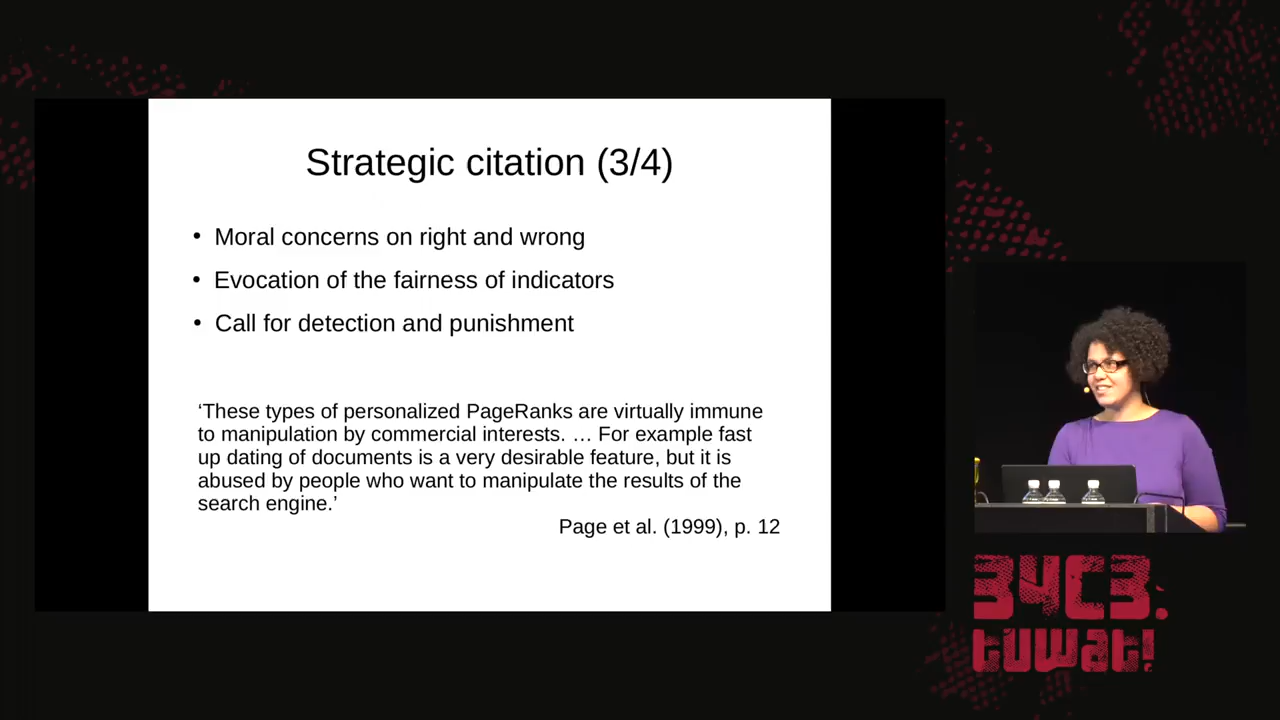 Strategic citation (3/4)
• Moral concerns on right and wrong
• Evocation of the fairness of indicators
• Call for detection and punishment
‘These types of personalized PageRanks are virtually immune
to manipulation by commercial interests. … For example fast
up dating of documents is a very desirable feature, but it is
abused by people who want to manipulate the results of the
search engine.’
Page et al. (1999), p. 12
34C3.
tuwat!